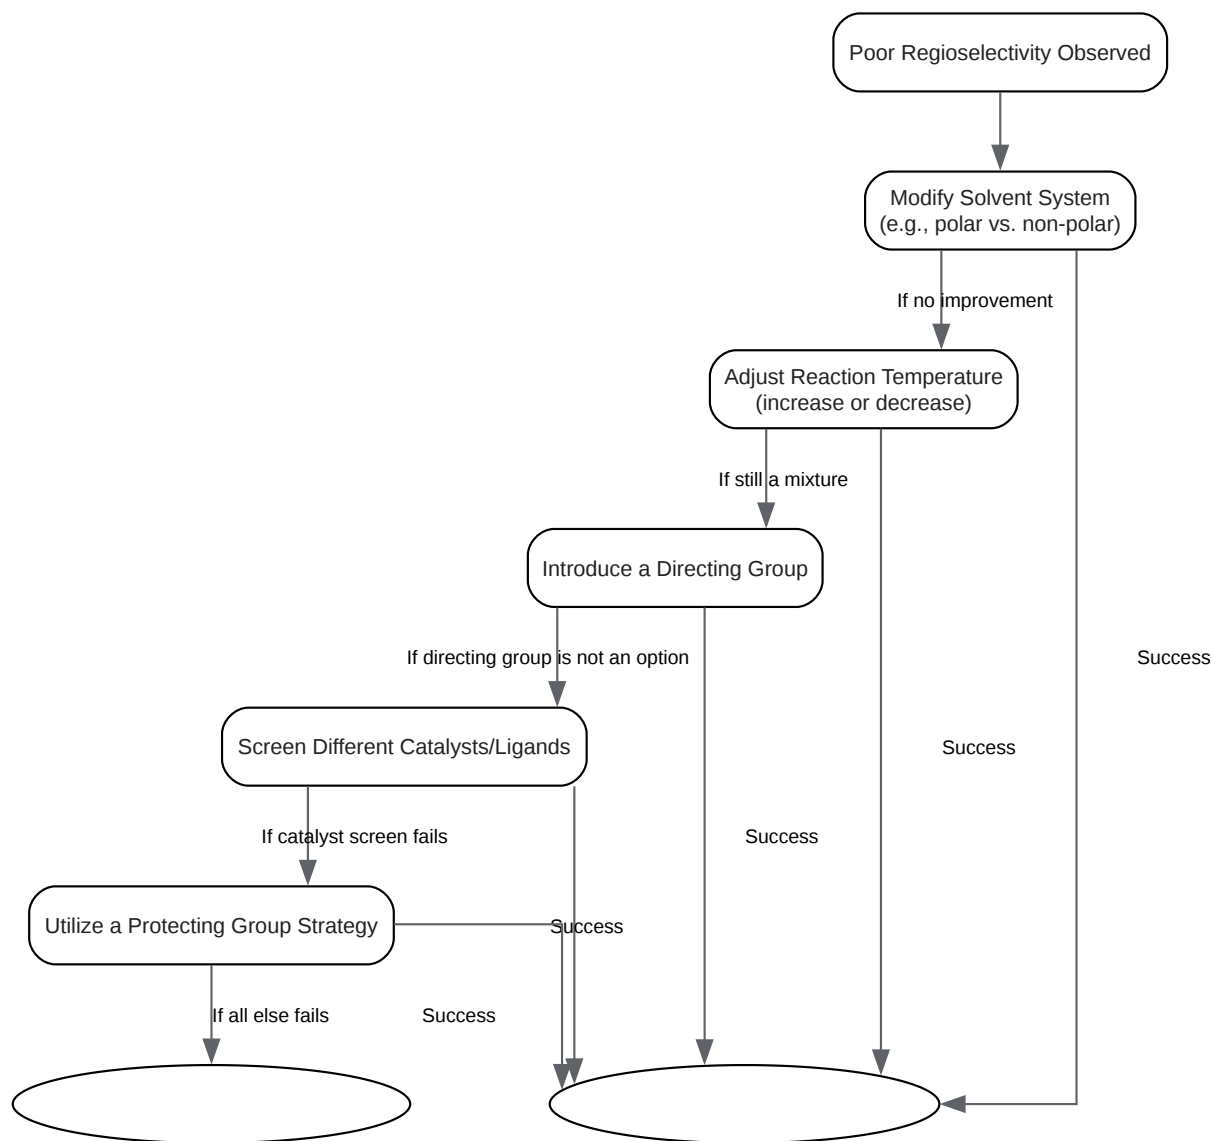 Poor Regioselectivity Observed
Modify Solvent System
(e.g., polar vs. non-polar)
If no improvement
Adjust Reaction Temperature
(increase or decrease)
If still a mixture
Introduce a Directing Group
If directing group is not an option
Success
Screen Different Catalysts/Ligands
Success
If catalyst screen fails
Success
Utilize a Protecting Group Strategy
Success
If all else fails
Success